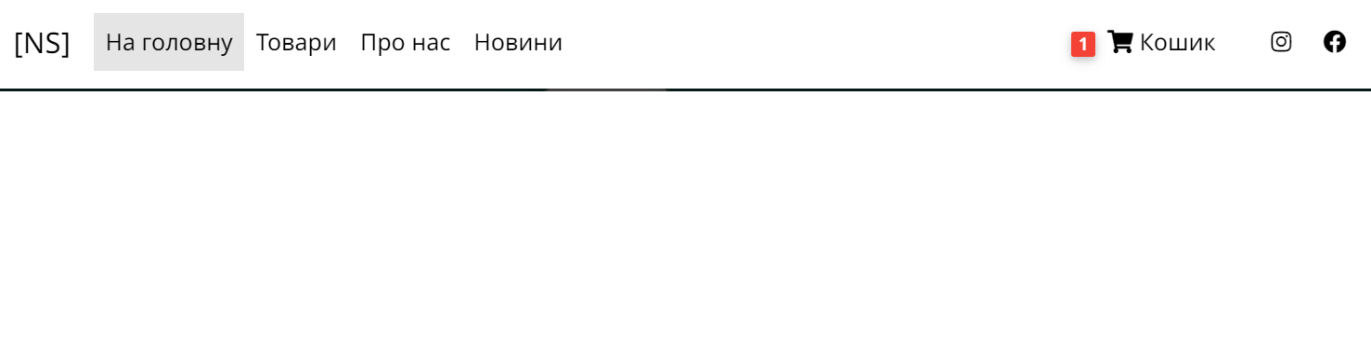 [NS] На головну Товари Про нас Новини 1 Кошик